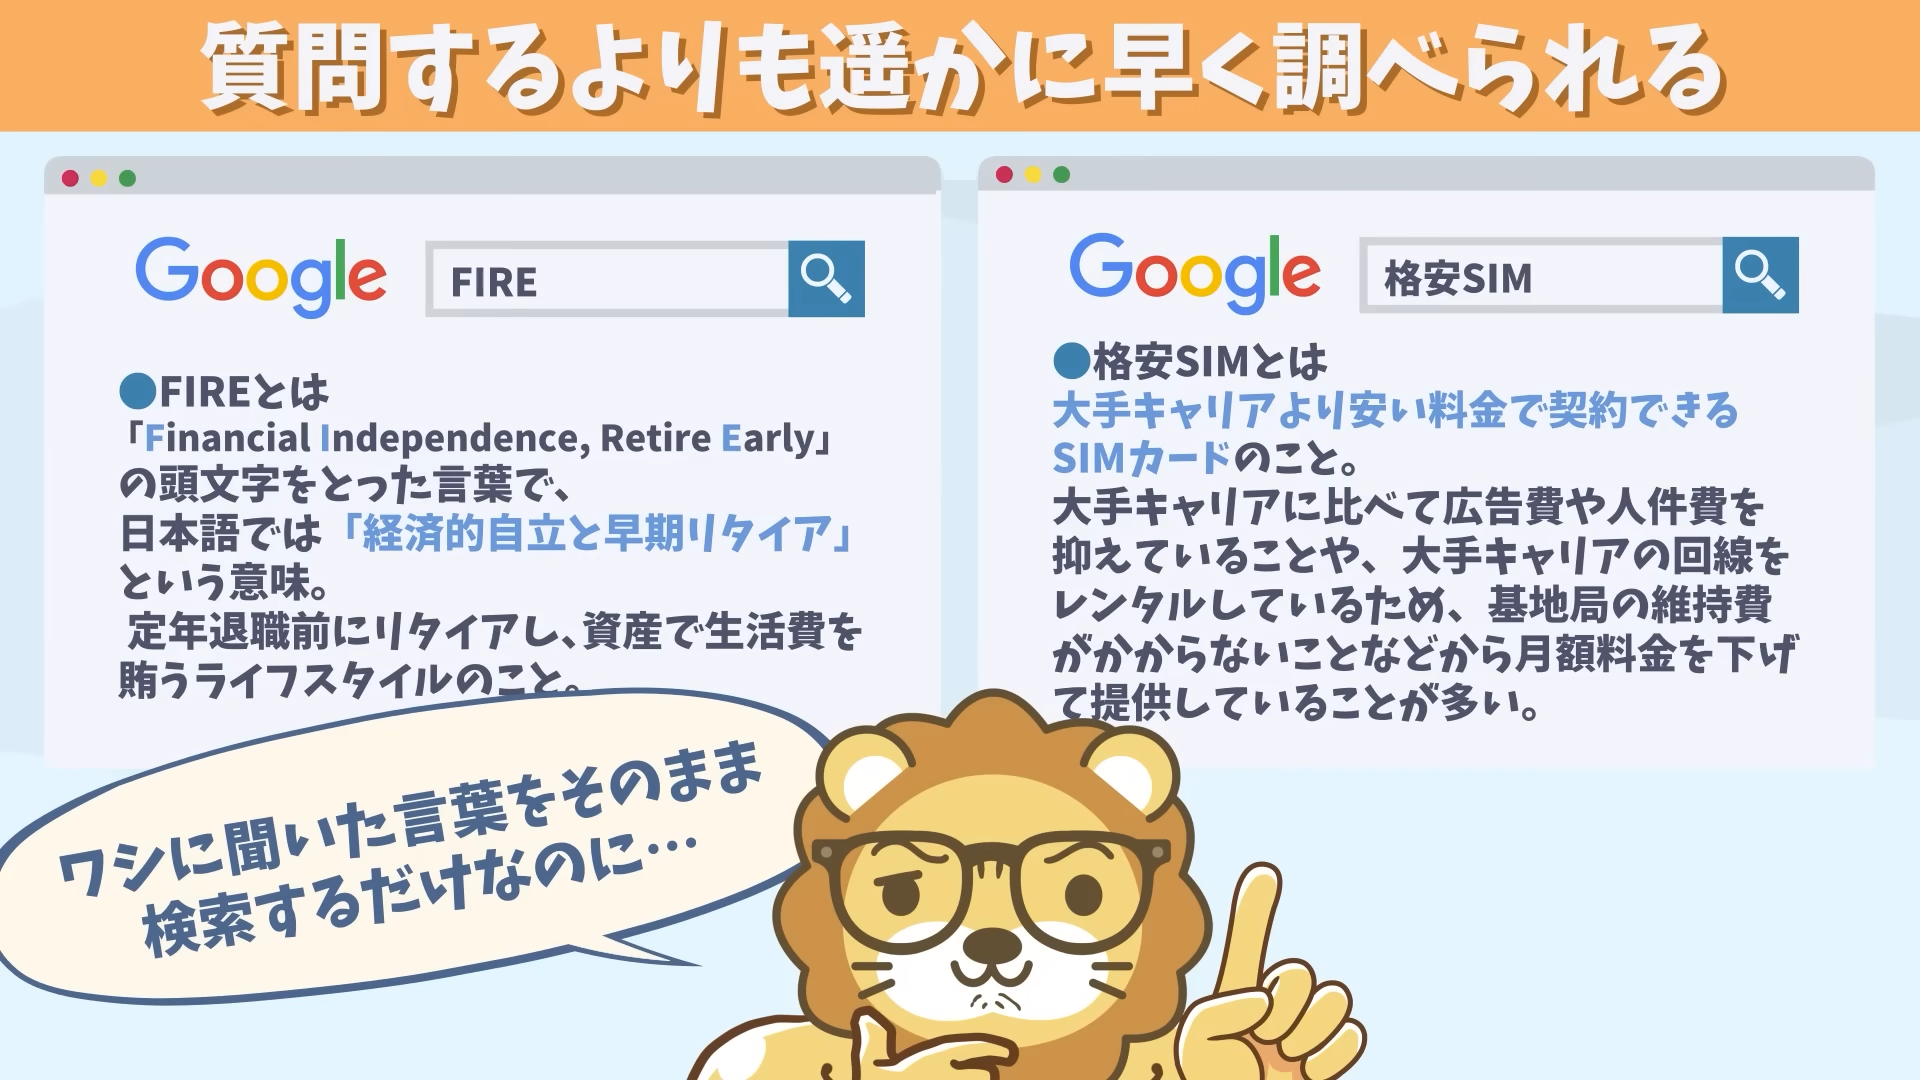 質問するよりも遥かに早く調べられる
Google
FIRE
●FIREとは
「Financial Independence, Retire Early」
の頭文字をとった言葉で、
日本語では「経済的自立と早期リタイア」
という意味。
定年退職前にリタイアし、資産で生活費を
賄うライフスタイルのこと。
Google
格安SIM
●格安SIMとは
大手キャリアより安い料金で契約できる
SIMカードのこと。
大手キャリアに比べて広告費や人件費を
抑えていることや、大手キャリアの回線を
レンタルしているため、基地局の維持費
がかからないことなどから月額料金を下げ
て提供していることが多い。
ワシに聞いた言葉をそのまま
検索するだけなのに…